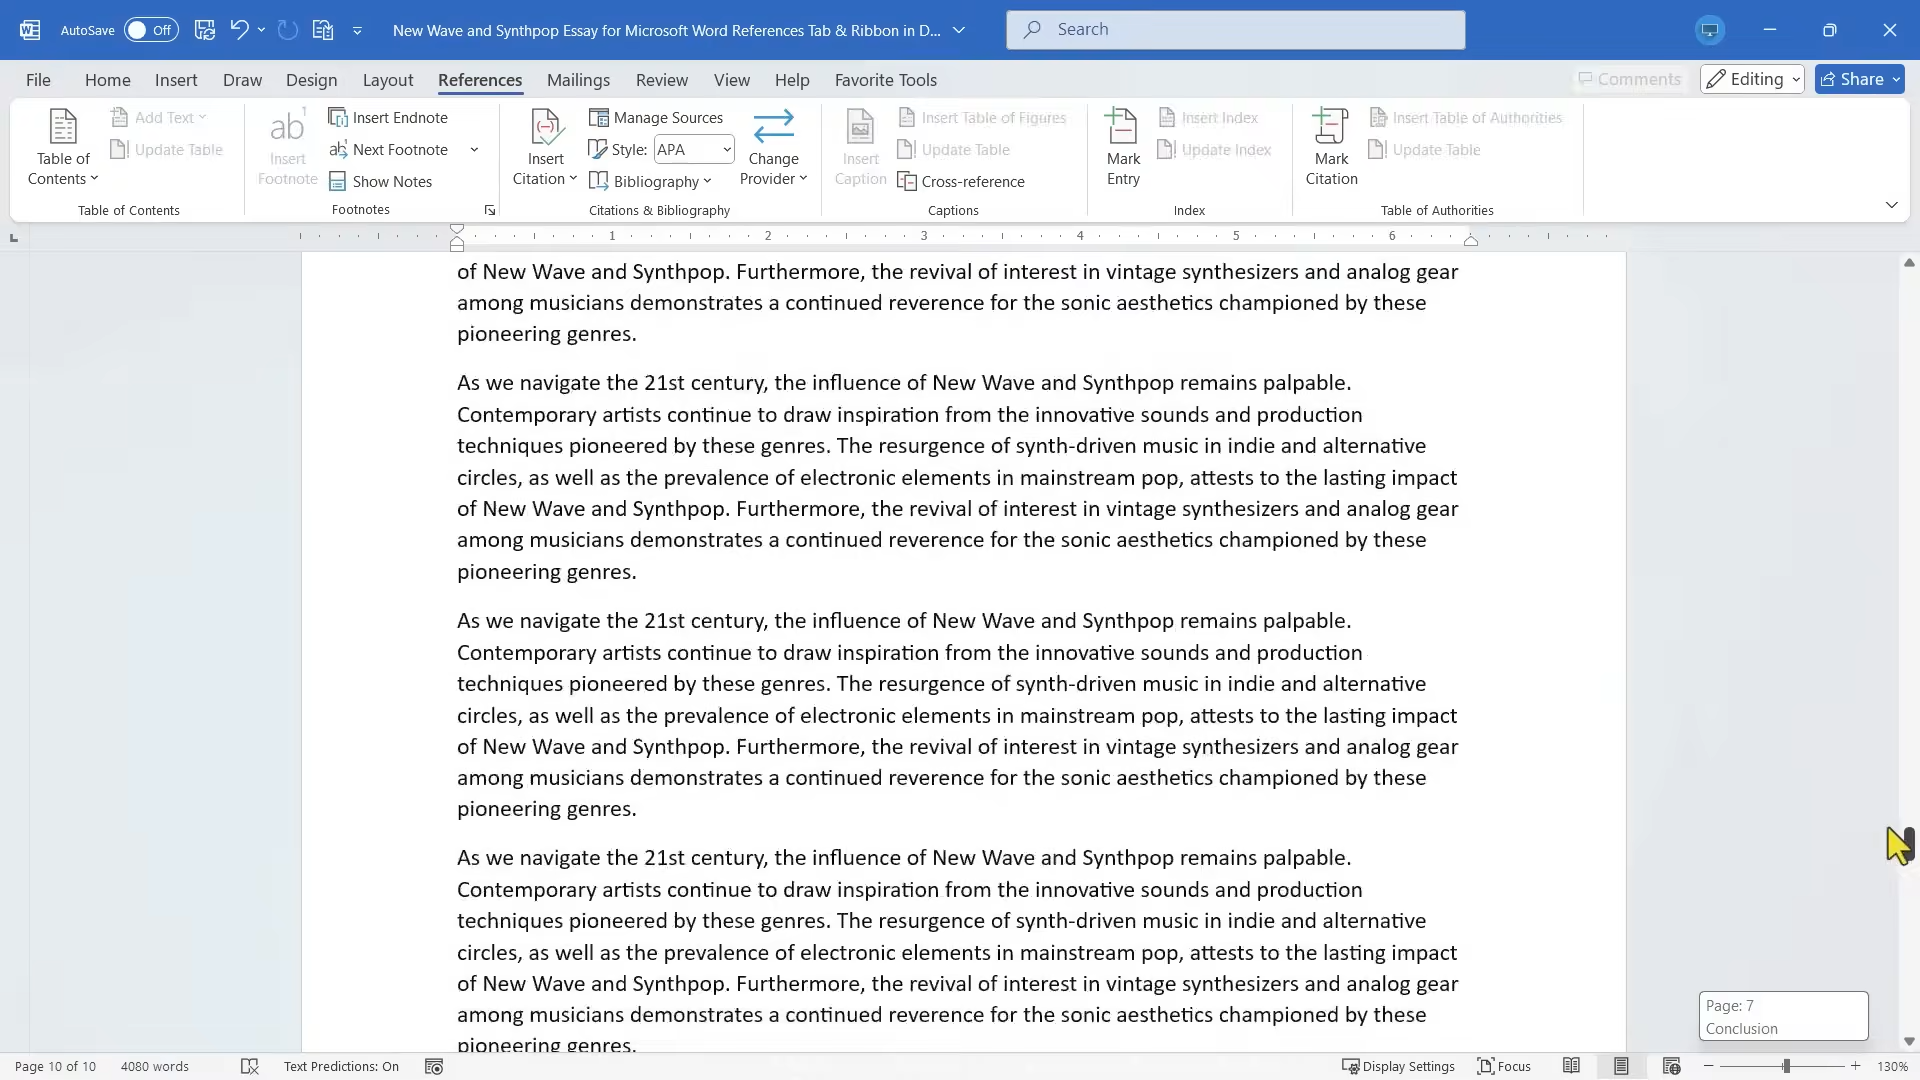 AutoSave Off New Wave and Synthpop Essay for Microsoft Word References Tab & Ribbon in D... Search
File Home Insert Draw Design Layout References Mailings Review View Help Favorite Tools Comments Editing Share
Table of Contents
Add Text
Update Table
Table of Contents
ab
Insert Footnote
Insert Endnote
Next Footnote
Show Notes
Footnotes
Insert Citation
Manage Sources
Style: APA
Bibliography
Change Provider
Citations & Bibliography
Insert Caption
Insert Table of Figures
Update Table
Cross-reference
Captions
Mark Entry
Insert Index
Update Index
Index
Mark Citation
Insert Table of Authorities
Update Table
Table of Authorities
1 2 3 4 5 6
of New Wave and Synthpop. Furthermore, the revival of interest in vintage synthesizers and analog gear
among musicians demonstrates a continued reverence for the sonic aesthetics championed by these
pioneering genres.
As we navigate the 21st century, the influence of New Wave and Synthpop remains palpable.
Contemporary artists continue to draw inspiration from the innovative sounds and production
techniques pioneered by these genres. The resurgence of synth-driven music in indie and alternative
circles, as well as the prevalence of electronic elements in mainstream pop, attests to the lasting impact
of New Wave and Synthpop. Furthermore, the revival of interest in vintage synthesizers and analog gear
among musicians demonstrates a continued reverence for the sonic aesthetics championed by these
pioneering genres.
As we navigate the 21st century, the influence of New Wave and Synthpop remains palpable.
Contemporary artists continue to draw inspiration from the innovative sounds and production
techniques pioneered by these genres. The resurgence of synth-driven music in indie and alternative
circles, as well as the prevalence of electronic elements in mainstream pop, attests to the lasting impact
of New Wave and Synthpop. Furthermore, the revival of interest in vintage synthesizers and analog gear
among musicians demonstrates a continued reverence for the sonic aesthetics championed by these
pioneering genres.
As we navigate the 21st century, the influence of New Wave and Synthpop remains palpable.
Contemporary artists continue to draw inspiration from the innovative sounds and production
techniques pioneered by these genres. The resurgence of synth-driven music in indie and alternative
circles, as well as the prevalence of electronic elements in mainstream pop, attests to the lasting impact
of New Wave and Synthpop. Furthermore, the revival of interest in vintage synthesizers and analog gear
among musicians demonstrates a continued reverence for the sonic aesthetics championed by these
pioneering genres.
Page: 7
Conclusion
Page 10 of 10 4080 words Text Predictions: On Display Settings Focus 130%